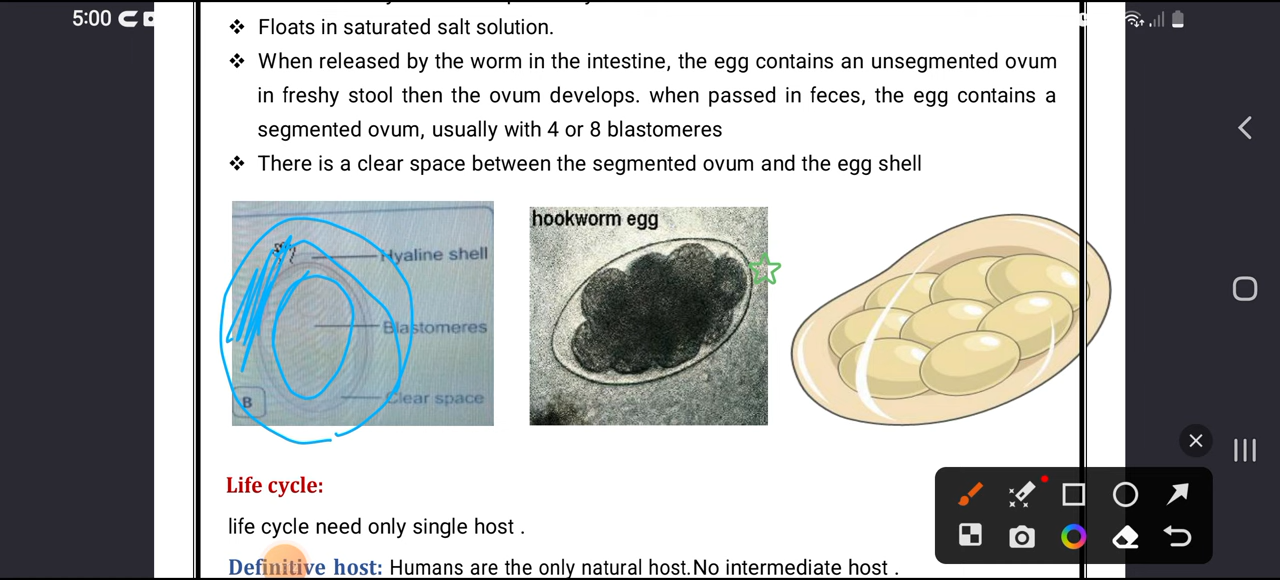 5:00
❖ Floats in saturated salt solution.
❖ When released by the worm in the intestine, the egg contains an unsegmented ovum
in freshy stool then the ovum develops. when passed in feces, the egg contains a
segmented ovum, usually with 4 or 8 blastomeres
❖ There is a clear space between the segmented ovum and the egg shell
Hyaline shell
Blastomeres
Clear space
B
hookworm egg
Life cycle:
life cycle need only single host .
Definitive host: Humans are the only natural host.No intermediate host .